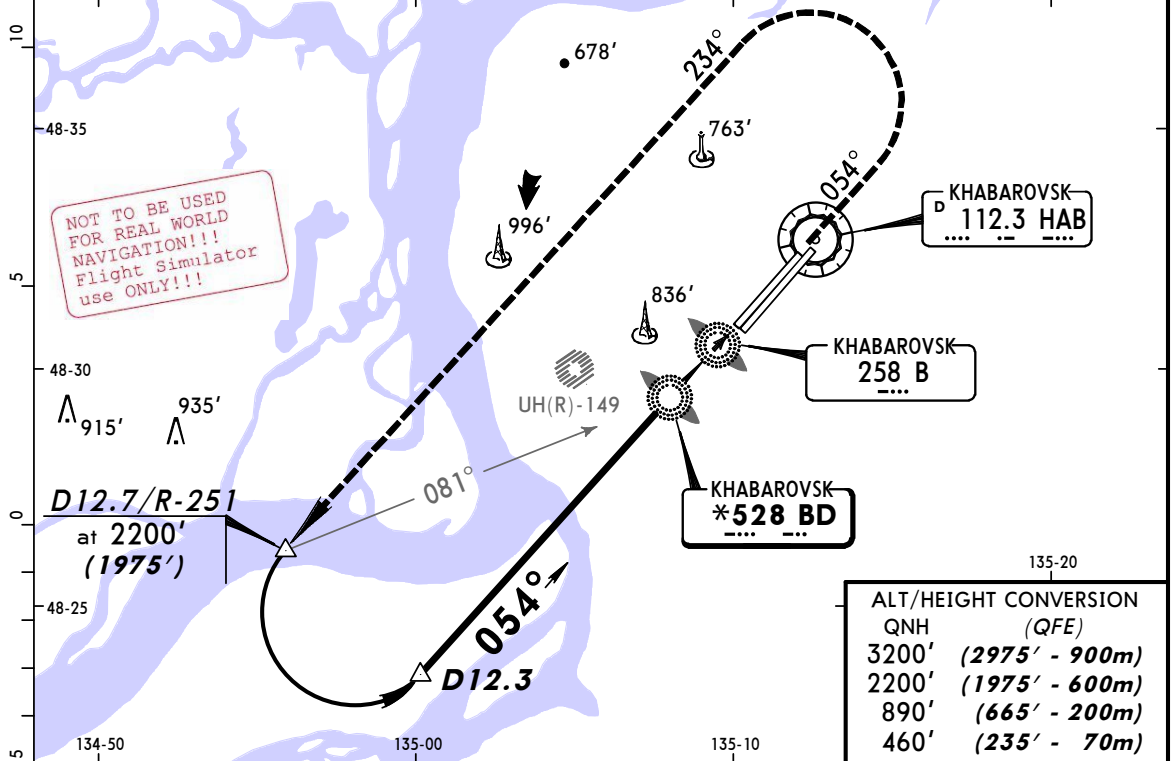 10
5
0
5
48-35
48-30
48-25
134-50
135-00
135-10
135-20
678'
234°
763'
054°
KHABAROVSK
D 112.3 HAB
.... .- -...
NOT TO BE USED
FOR REAL WORLD
NAVIGATION!!!
Flight Simulator
use ONLY!!!
996'
836'
KHABAROVSK
258 B
-...
UH(R)-149
915'
935'
081°
KHABAROVSK
*528 BD
-... -..
D12.7/R-251
at 2200'
(1975')
054°
D12.3
ALT/HEIGHT CONVERSION
QNH (QFE)
3200' (2975' - 900m)
2200' (1975' - 600m)
890' (665' - 200m)
460' (235' - 70m)